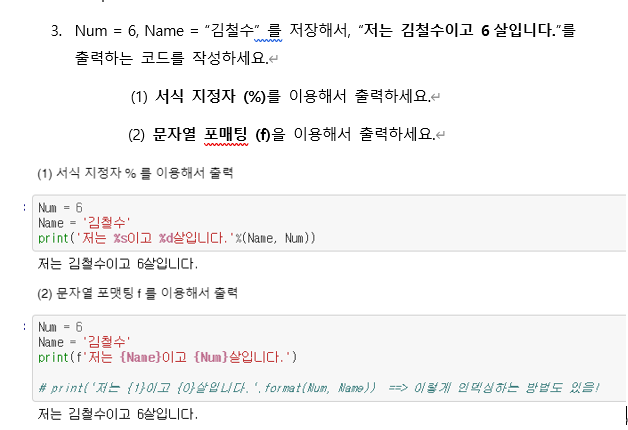 3. Num = 6, Name = “김철수” 를 저장해서, “저는 김철수이고 6 살입니다.”를
출력하는 코드를 작성하세요.↵
(1) 서식 지정자 (%)를 이용해서 출력하세요.↵
(2) 문자열 포매팅 (f)을 이용해서 출력하세요.↵
(1) 서식 지정자 % 를 이용해서 출력
: Num = 6
Name = '김철수'
print('저는 %s이고 %d살입니다.'%(Name, Num))
저는 김철수이고 6살입니다.
(2) 문자열 포맷팅 f 를 이용해서 출력
: Num = 6
Name = '김철수'
print(f'저는 {Name}이고 {Num}살입니다.')
# print('저는 {1}이고 {0}살입니다.'.format(Num, Name)) ==> 이렇게 인덱싱하는 방법도 있음!
저는 김철수이고 6살입니다.